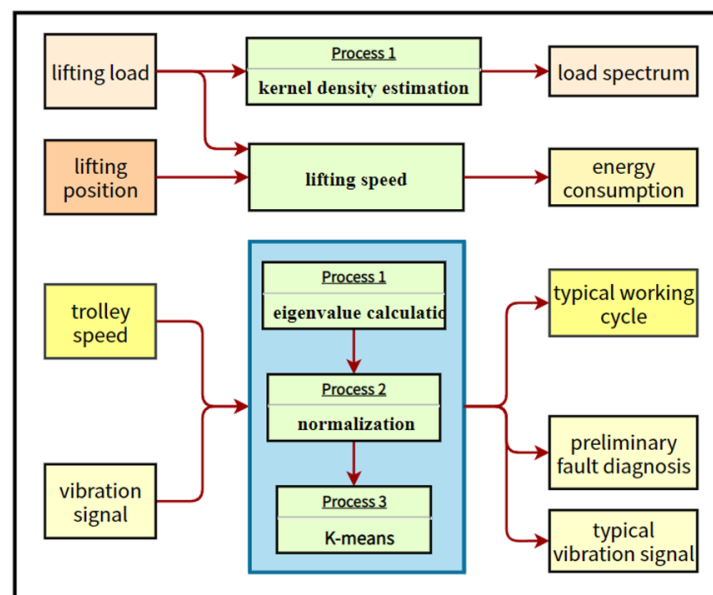 lifting load
Process 1
kernel density estimation
load spectrum
lifting
position
lifting speed
energy
consumption
trolley
speed
Process 1
eigenvalue calculatio
Process 2
normalization
Process 3
K-means
typical working
cycle
vibration
signal
preliminary
fault diagnosis
typical
vibration signal